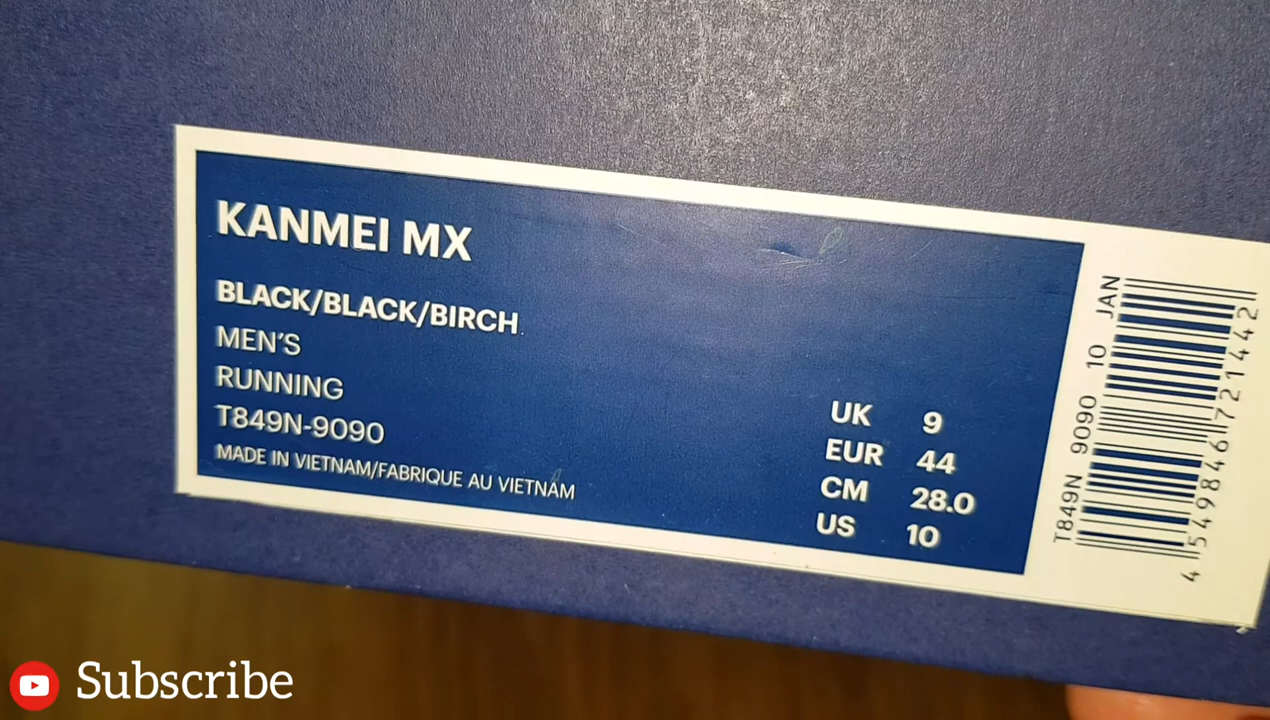 KANMEI MX
BLACK/BLACK/BIRCH
MEN'S
RUNNING
T849N-9090
MADE IN VIETNAM/FABRIQUE AU VIETNAM
UK 9
EUR 44
CM 28.0
US 10
T849N 9090 10 JAN
4 549846 721442
Subscribe